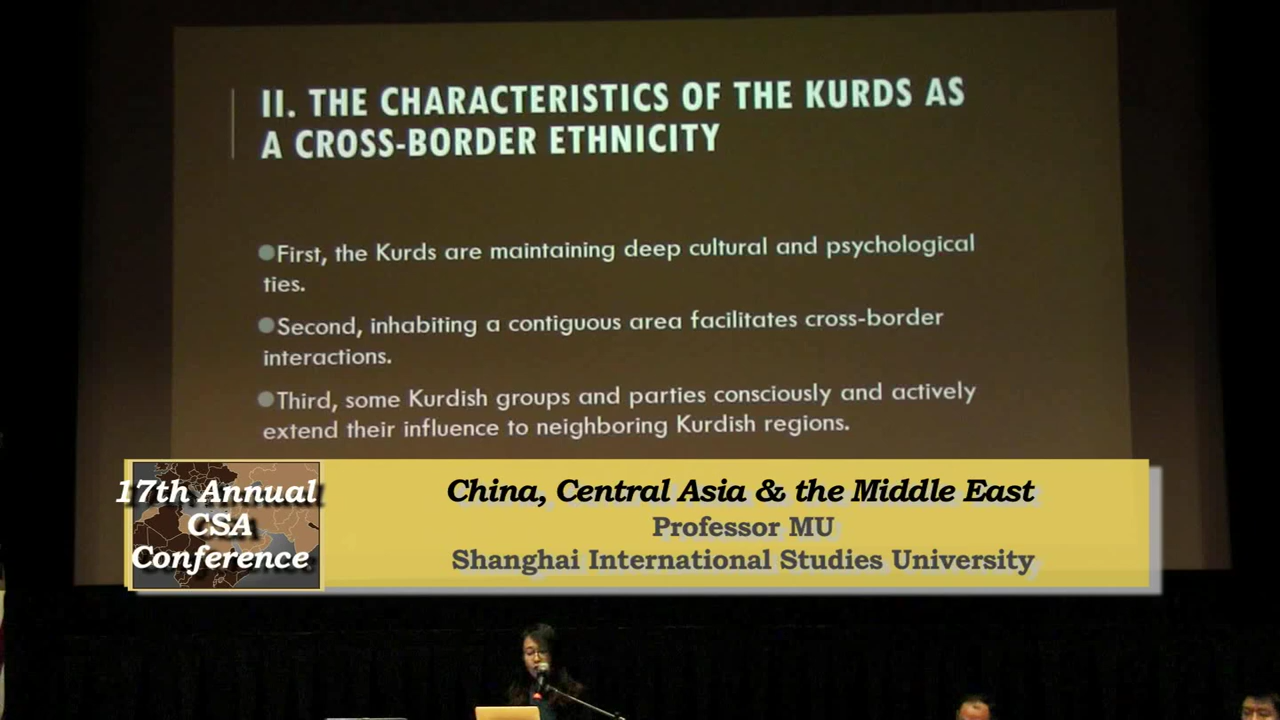 II. THE CHARACTERISTICS OF THE KURDS AS
A CROSS-BORDER ETHNICITY
First, the Kurds are maintaining deep cultural and psychological
ties.
Second, inhabiting a contiguous area facilitates cross-border
interactions.
Third, some Kurdish groups and parties consciously and actively
extend their influence to neighboring Kurdish regions.
17th Annual
CSA
Conference
China, Central Asia & the Middle East
Professor MU
Shanghai International Studies University